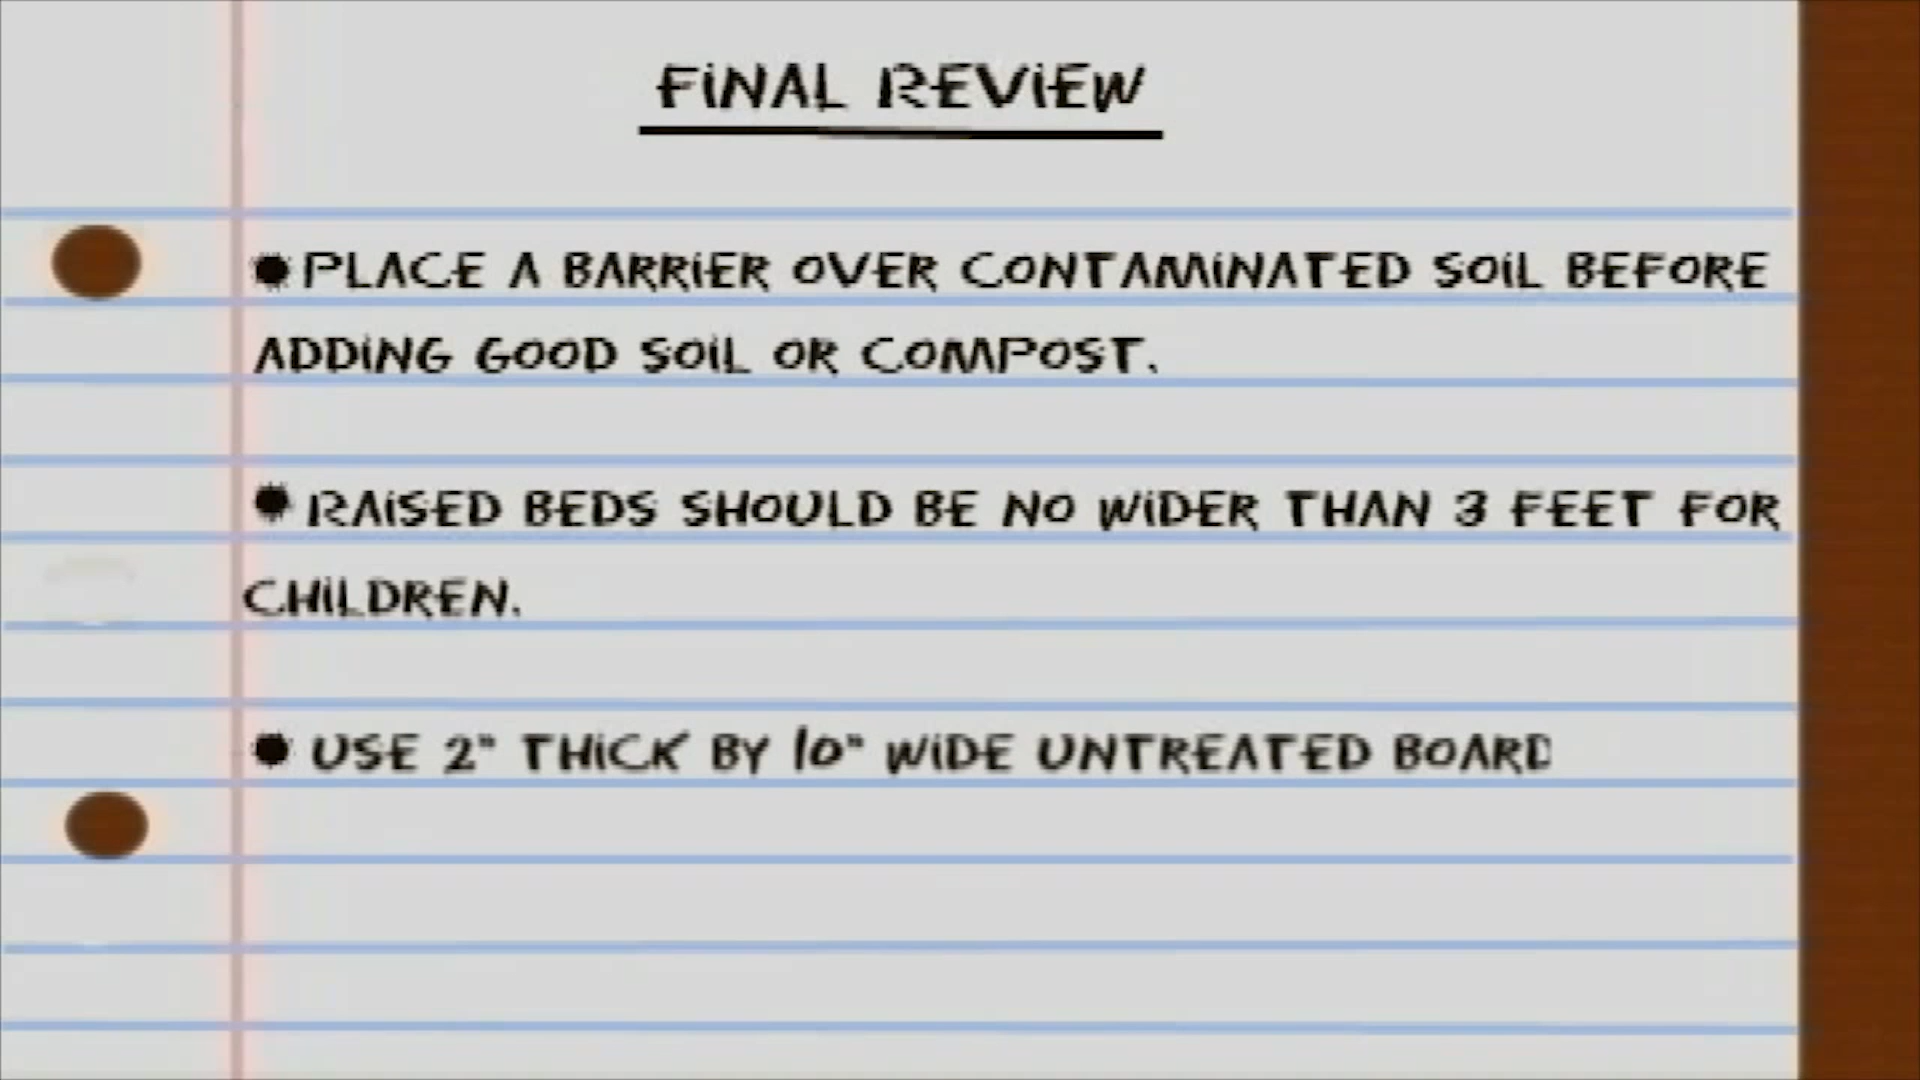 FINAL REVIEW
• PLACE A BARRIER OVER CONTAMINATED SOIL BEFORE
ADDING GOOD SOIL OR COMPOST.
• RAISED BEDS SHOULD BE NO WIDER THAN 3 FEET FOR
CHILDREN.
• USE 2" THICK BY 10" WIDE UNTREATED BOARD